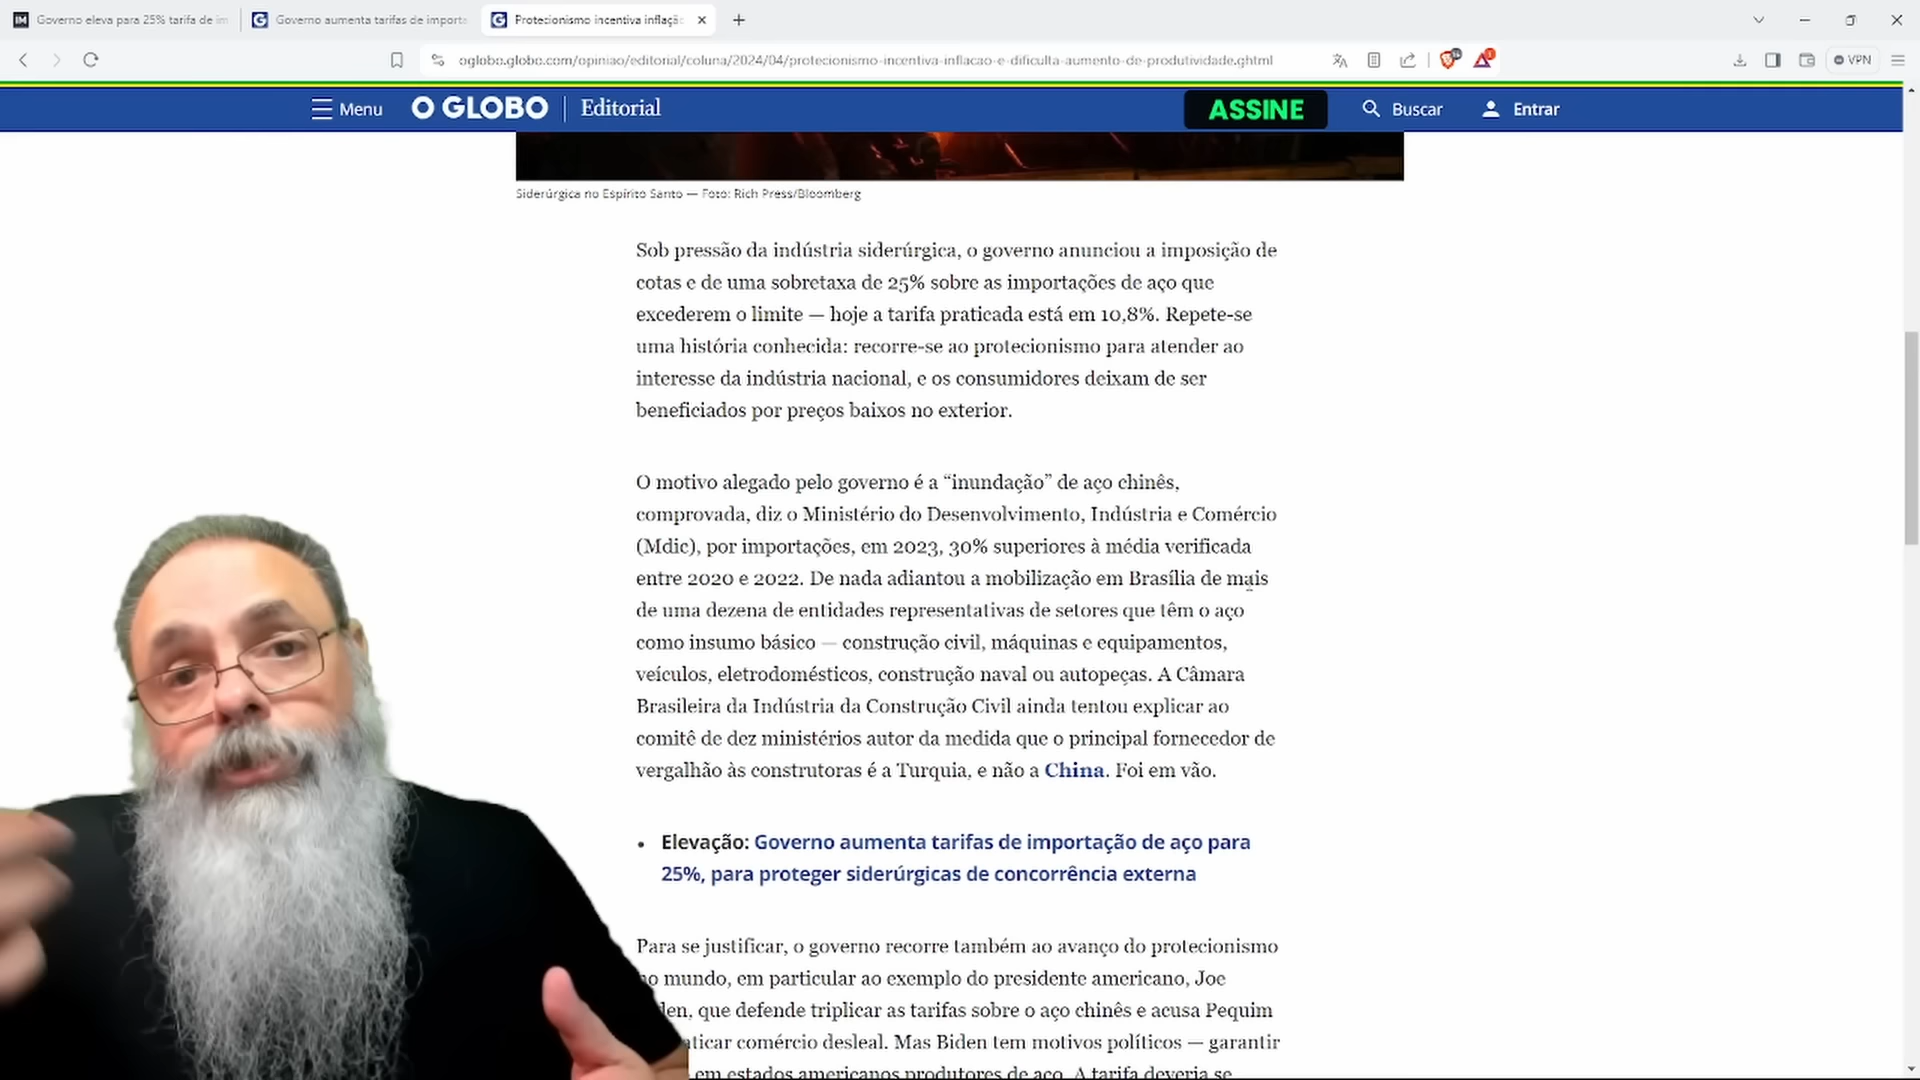 Governo eleva para 25% tarifa de im
Governo aumenta tarifas de importa
Protecionismo incentiva inflaçã
oglobo.globo.com/opiniao/editorial/coluna/2024/04/protecionismo-incentiva-inflacao-e-dificulta-aumento-de-produtividade.ghtml
VPN
Menu
O GLOBO
Editorial
ASSINE
Buscar
Entrar
Siderúrgica no Espírito Santo — Foto: Rich Press/Bloomberg
Sob pressão da indústria siderúrgica, o governo anunciou a imposição de
cotas e de uma sobretaxa de 25% sobre as importações de aço que
excederem o limite — hoje a tarifa praticada está em 10,8%. Repete-se
uma história conhecida: recorre-se ao protecionismo para atender ao
interesse da indústria nacional, e os consumidores deixam de ser
beneficiados por preços baixos no exterior.
O motivo alegado pelo governo é a “inundação” de aço chinês,
comprovada, diz o Ministério do Desenvolvimento, Indústria e Comércio
(Mdic), por importações, em 2023, 30% superiores à média verificada
entre 2020 e 2022. De nada adiantou a mobilização em Brasília de mais
de uma dezena de entidades representativas de setores que têm o aço
como insumo básico — construção civil, máquinas e equipamentos,
veículos, eletrodomésticos, construção naval ou autopeças. A Câmara
Brasileira da Indústria da Construção Civil ainda tentou explicar ao
comitê de dez ministérios autor da medida que o principal fornecedor de
vergalhão às construtoras é a Turquia, e não a China. Foi em vão.
• Elevação: Governo aumenta tarifas de importação de aço para
25%, para proteger siderúrgicas de concorrência externa
Para se justificar, o governo recorre também ao avanço do protecionismo
o mundo, em particular ao exemplo do presidente americano, Joe
den, que defende triplicar as tarifas sobre o aço chinês e acusa Pequim
ticar comércio desleal. Mas Biden tem motivos políticos — garantir
em estados americanos produtores de aço. A tarifa deveria se